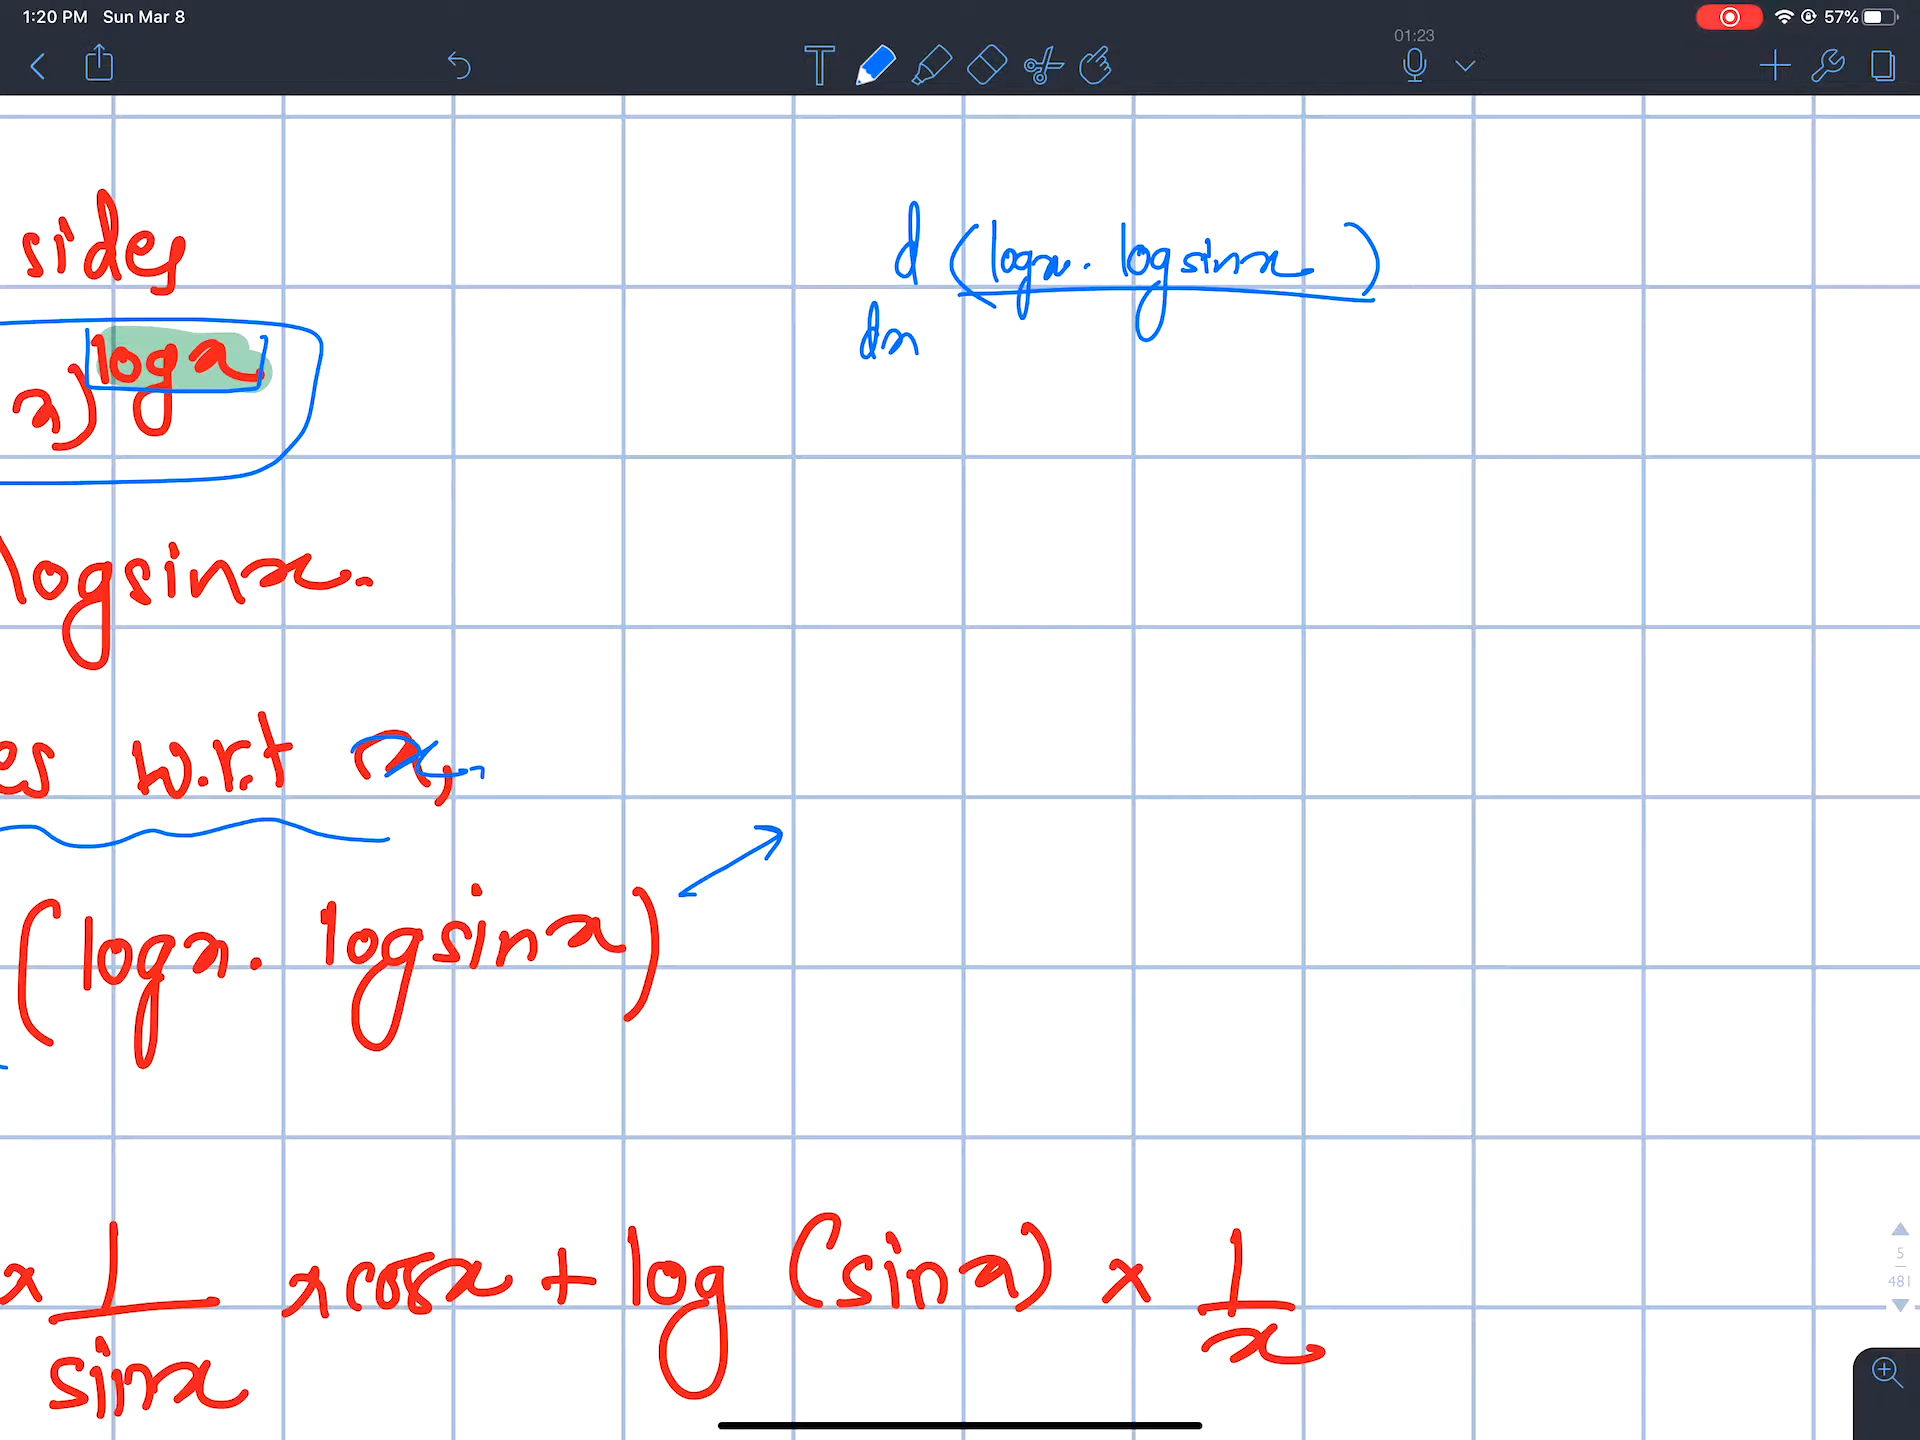 1:20 PM Sun Mar 8
57%
01:23
sides
d (logx. logsinx)
dx
x) logx
logsinx.
es w.r.t x,
(logx. logsinx)
x 1 x cosx + log (sinx) x 1
sinx x
5
481